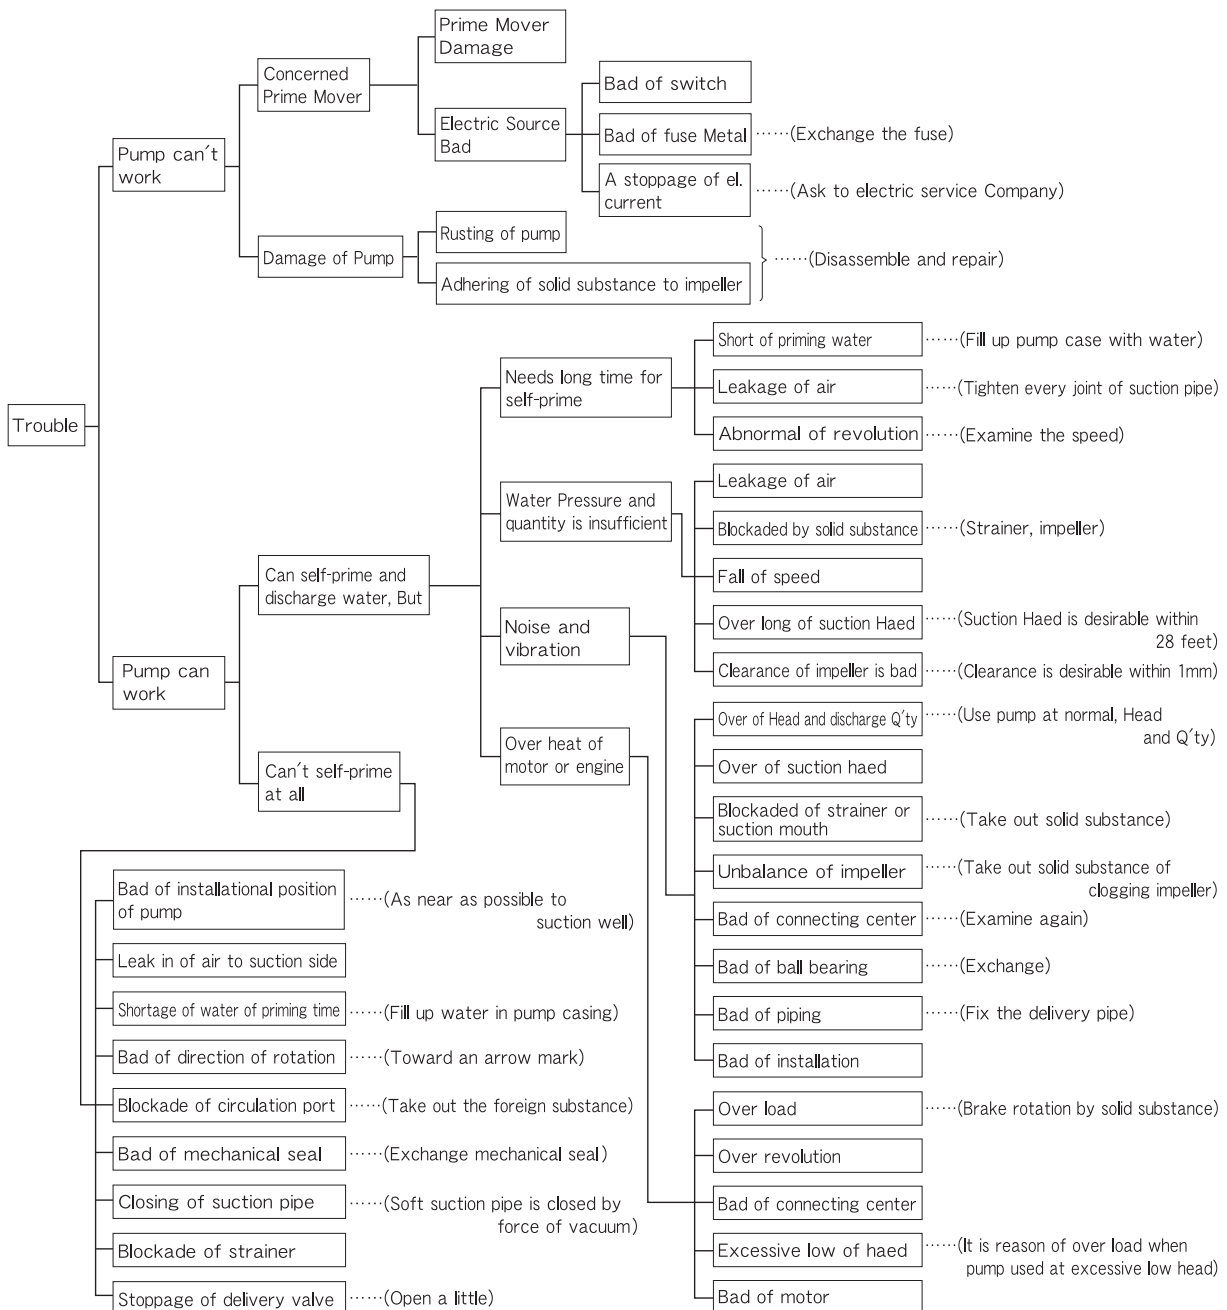 Trouble
Pump can't
work
Concerned
Prime Mover
Prime Mover
Damage
Electric Source
Bad
Bad of switch
Bad of fuse Metal ······(Exchange the fuse)
A stoppage of el.
current ······(Ask to electric service Company)
Damage of Pump
Rusting of pump
Adhering of solid substance to impeller
······(Disassemble and repair)
Pump can
work
Can self-prime and
discharge water, But
Needs long time for
self-prime
Short of priming water ······(Fill up pump case with water)
Leakage of air ······(Tighten every joint of suction pipe)
Abnormal of revolution ······(Examine the speed)
Water Pressure and
quantity is insufficient
Leakage of air
Blockaded by solid substance ······(Strainer, impeller)
Fall of speed
Over long of suction Haed ······(Suction Haed is desirable within
28 feet)
Clearance of impeller is bad ······(Clearance is desirable within 1mm)
Noise and
vibration
Over of Head and discharge Q'ty ······(Use pump at normal, Head
and Q'ty)
Over of suction haed
Blockaded of strainer or
suction mouth ······(Take out solid substance)
Unbalance of impeller ······(Take out solid substance of
clogging impeller)
Bad of connecting center ······(Examine again)
Bad of ball bearing ······(Exchange)
Bad of piping ······(Fix the delivery pipe)
Bad of installation
Over heat of
motor or engine
Over load ······(Brake rotation by solid substance)
Over revolution
Bad of connecting center
Excessive low of haed ······(It is reason of over load when
pump used at excessive low head)
Bad of motor
Can't self-prime
at all
Bad of installational position
of pump ······(As near as possible to
suction well)
Leak in of air to suction side
Shortage of water of priming time ······(Fill up water in pump casing)
Bad of direction of rotation ······(Toward an arrow mark)
Blockade of circulation port ······(Take out the foreign substance)
Bad of mechanical seal ······(Exchange mechanical seal)
Closing of suction pipe ······(Soft suction pipe is closed by
force of vacuum)
Blockade of strainer
Stoppage of delivery valve ······(Open a little)